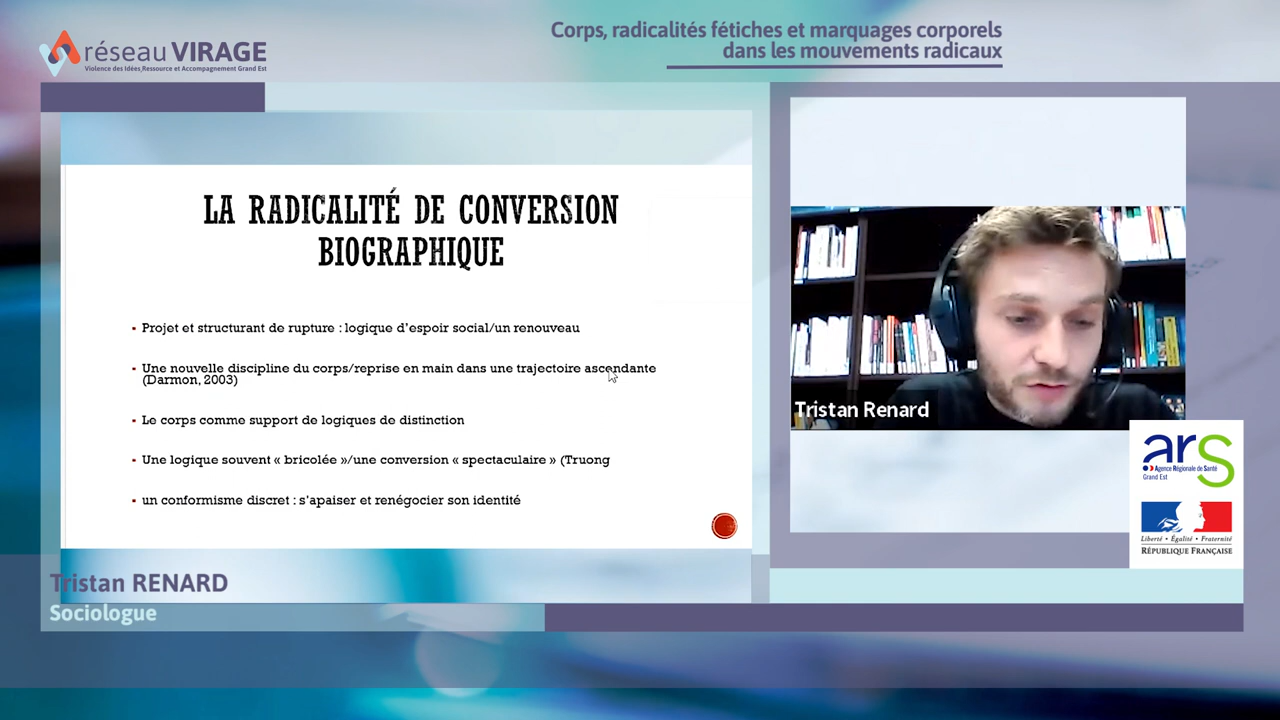 réseau VIRAGE
Violence des Idées,Ressource et Accompagnement Grand Est
Corps, radicalités fétiches et marquages corporels
dans les mouvements radicaux
LA RADICALITÉ DE CONVERSION
BIOGRAPHIQUE
Projet et structurant de rupture : logique d'espoir social/un renouveau
Une nouvelle discipline du corps/reprise en main dans une trajectoire ascendante
(Darmon, 2003)
Le corps comme support de logiques de distinction
Une logique souvent « bricolée »/une conversion « spectaculaire » (Truong
un conformisme discret : s'apaiser et renégocier son identité
Tristan Renard
ars
Agence Régionale de Santé
Grand Est
Liberté • Égalité • Fraternité
RÉPUBLIQUE FRANÇAISE
Tristan RENARD
Sociologue